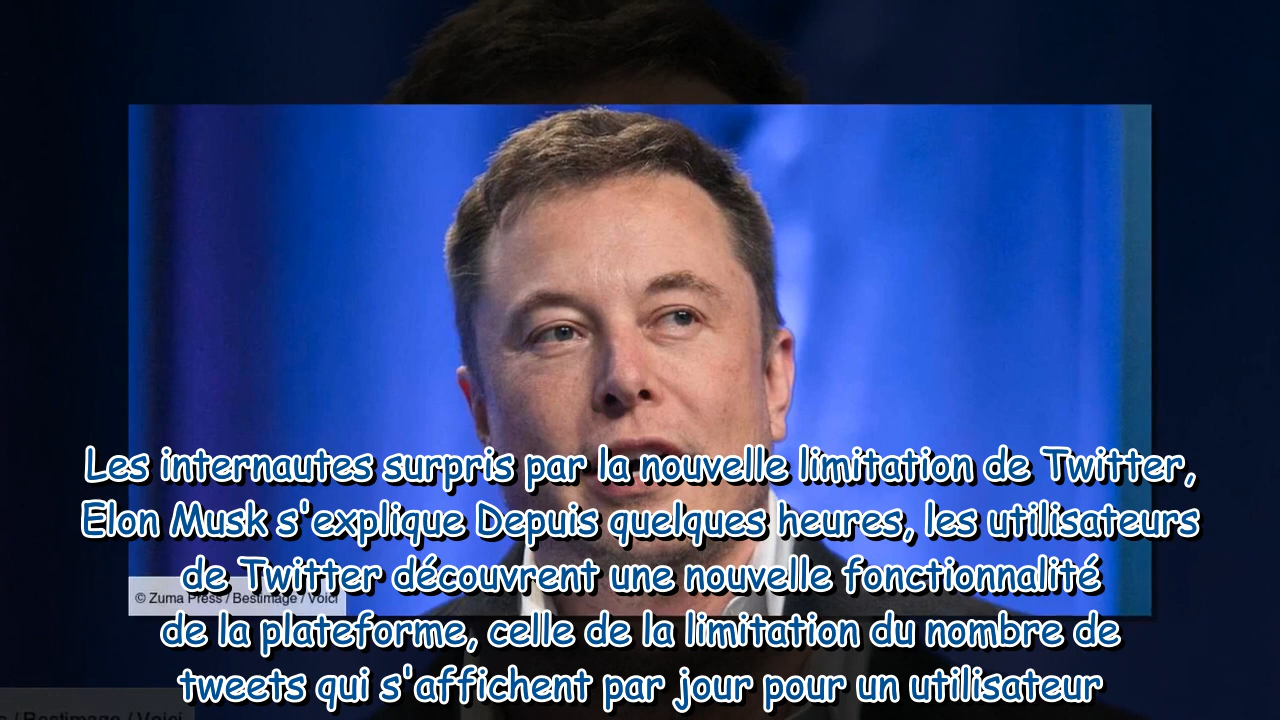 Les internautes surpris par la nouvelle limitation de Twitter,
Elon Musk s'explique Depuis quelques heures, les utilisateurs
de Twitter découvrent une nouvelle fonctionnalité
© Zuma Press / Bestimage / Voici
de la plateforme, celle de la limitation du nombre de
tweets qui s'affichent par jour pour un utilisateur
/ Bestimage / Voici